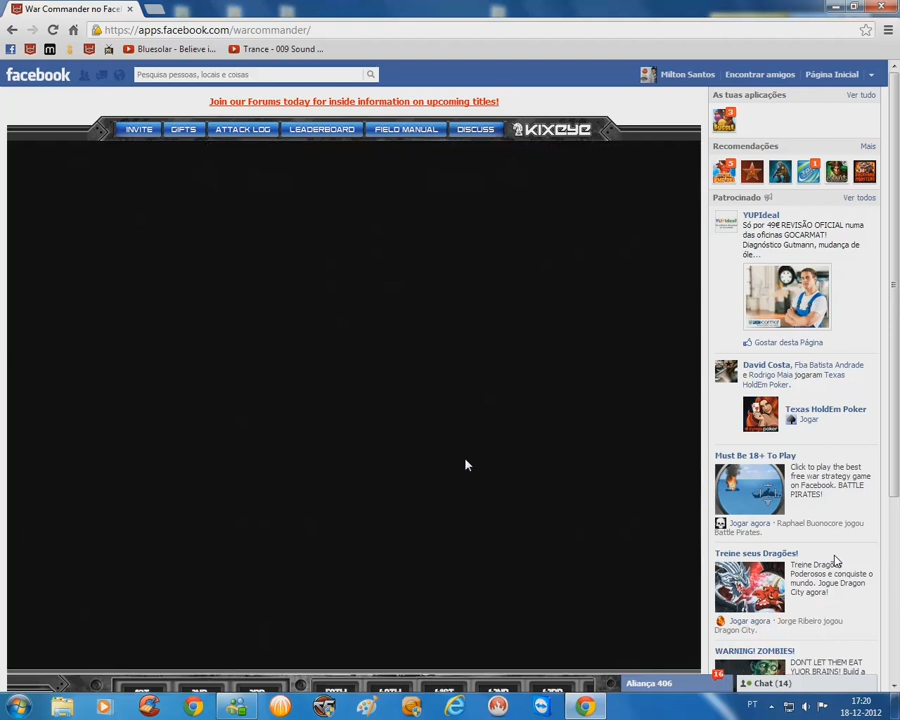 War Commander no Facel
https://apps.facebook.com/warcommander/
Bluesolar - Believe i...
Trance - 009 Sound ...
facebook
Pesquisa pessoas, locais e coisas
Milton Santos
Encontrar amigos
Página Inicial
Join our Forums today for inside information on upcoming titles!
INVITE
GIFTS
ATTACK LOG
LEADERBOARD
FIELD MANUAL
DISCUSS
KIXEYE
As tuas aplicações
Ver tudo
3
Recomendações
Mais
5
1
Patrocinado
Ver todos
YUPIdeal
Só por 49€ REVISÃO OFICIAL numa
das oficinas GOCARMAT!
Diagnóstico Gutmann, mudança de
óle...
Gostar desta Página
David Costa, Fba Batista Andrade
e Rodrigo Maia jogaram Texas
HoldEm Poker.
Texas HoldEm Poker
Jogar
Must Be 18+ To Play
Click to play the best
free war strategy game
on Facebook. BATTLE
PIRATES!
Jogar agora · Raphael Buonocore jogou
Battle Pirates.
Treine seus Dragões!
Treine Dragões
Poderosos e conquiste o
mundo. Jogue Dragon
City agora!
Jogar agora · Jorge Ribeiro jogou
Dragon City.
WARNING! ZOMBIES!
DON'T LET THEM EAT
YUOR BRAINS! Build a
16
Aliança 406
Chat (14)
PT
17:20
18-12-2012